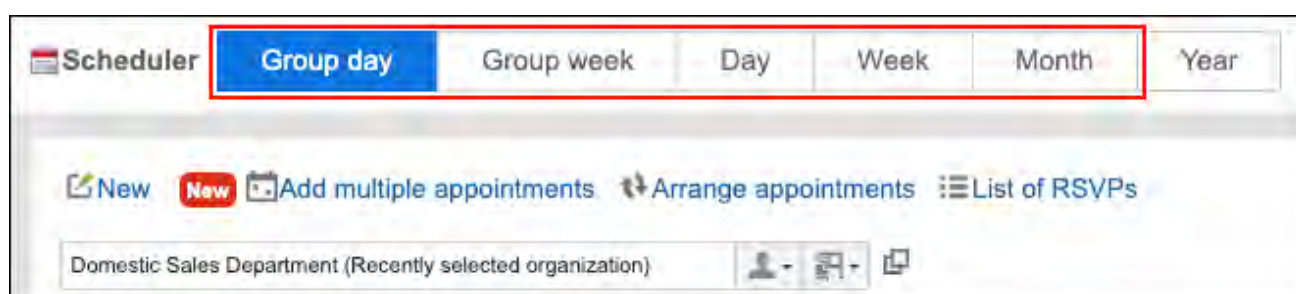 Scheduler Group day Group week Day Week Month Year
New New Add multiple appointments Arrange appointments List of RSVPs
Domestic Sales Department (Recently selected organization)